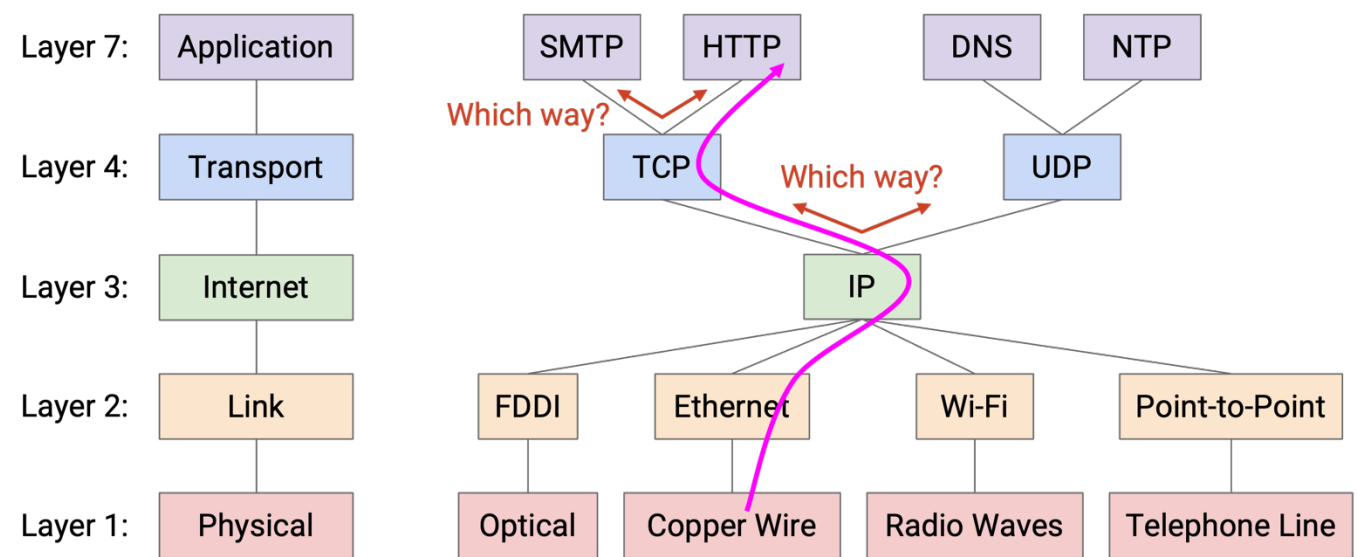 Layer 7: Application SMTP HTTP DNS NTP
Which way?
Layer 4: Transport TCP Which way? UDP
Layer 3: Internet IP
Layer 2: Link FDDI Ethernet Wi-Fi Point-to-Point
Layer 1: Physical Optical Copper Wire Radio Waves Telephone Line